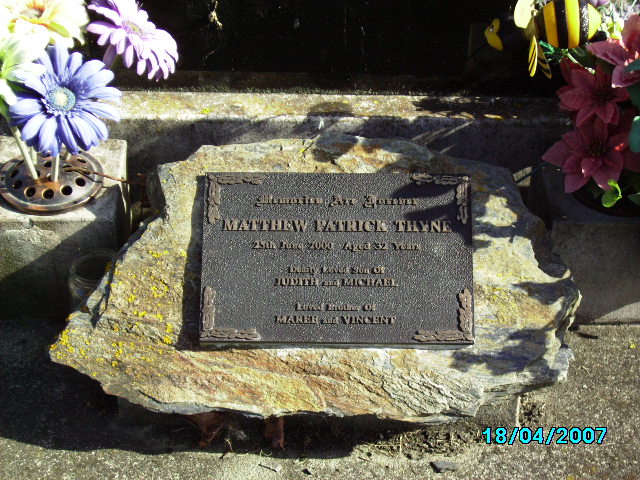 Memories Are Forever
MATTHEW PATRICK THYNE
25th June 2000 Aged 32 Years
Dearly Loved Son Of
JUDITH and MICHAEL
Loved Brother Of
MAREE and VINCENT
18/04/2007